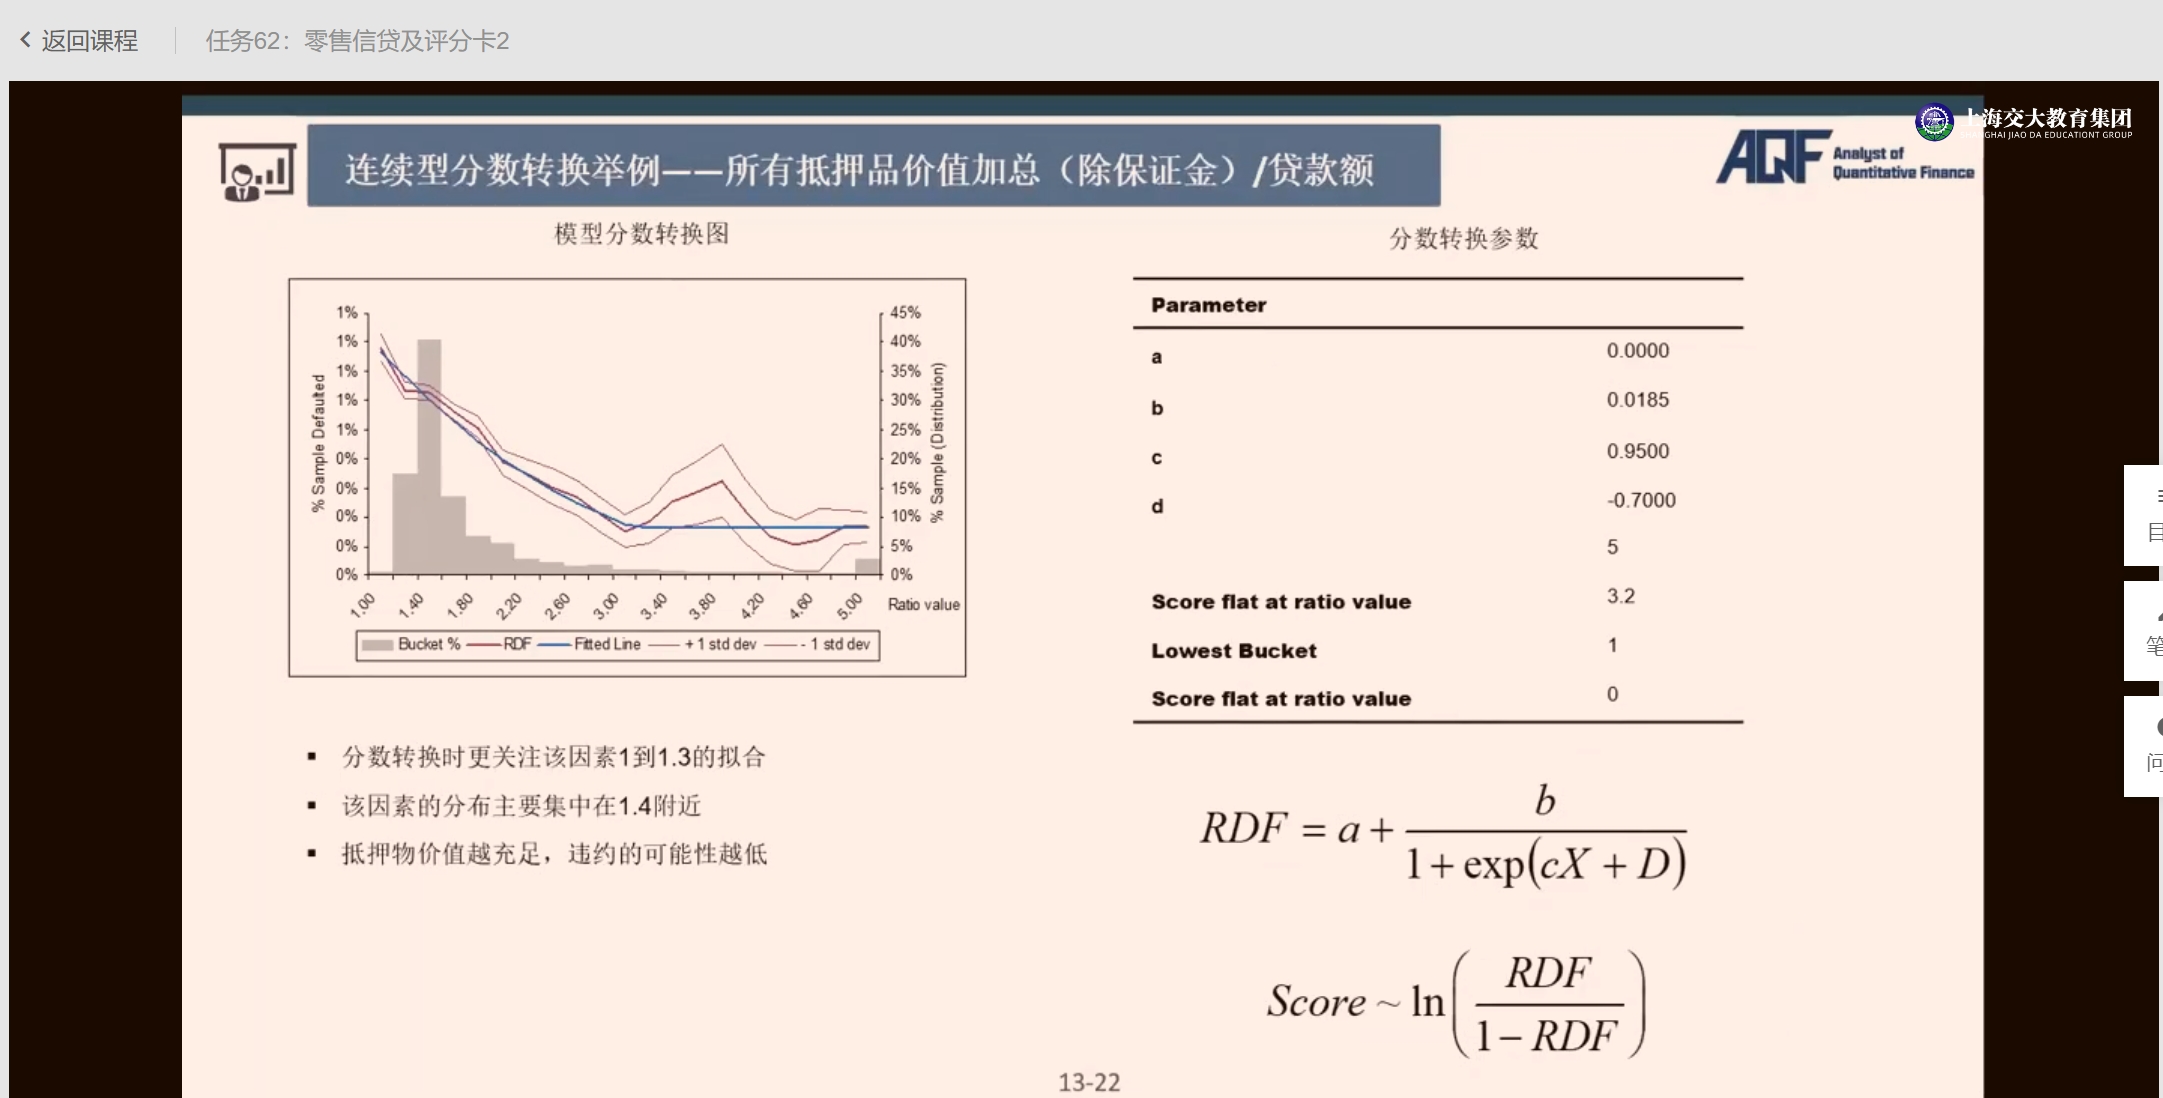 返回课程
任务62：零售信贷及评分卡2
上海交大教育集团
SHANGHAI JIAO DA EDUCATIONT GROUP
AQF Analyst of
Quantitative Finance
连续型分数转换举例——所有抵押品价值加总（除保证金）/贷款额
模型分数转换图
% Sample Defaulted
1%
1%
1%
1%
1%
0%
0%
0%
0%
0%
45%
40%
35%
30%
25%
20%
15%
10%
5%
0%
% Sample (Distribution)
1.00 1.40 1.80 2.20 2.60 3.00 3.40 3.80 4.20 4.60 5.00 Ratio value
Bucket % RDF Fitted Line + 1 std dev - 1 std dev
分数转换时更关注该因素1到1.3的拟合
该因素的分布主要集中在1.4附近
抵押物价值越充足，违约的可能性越低
分数转换参数
Parameter
a 0.0000
b 0.0185
c 0.9500
d -0.7000
5
Score flat at ratio value 3.2
Lowest Bucket 1
Score flat at ratio value 0
RDF = a + b / (1 + exp(cX + D))
Score ~ ln(RDF / (1 − RDF))
13-22
目
笔
问